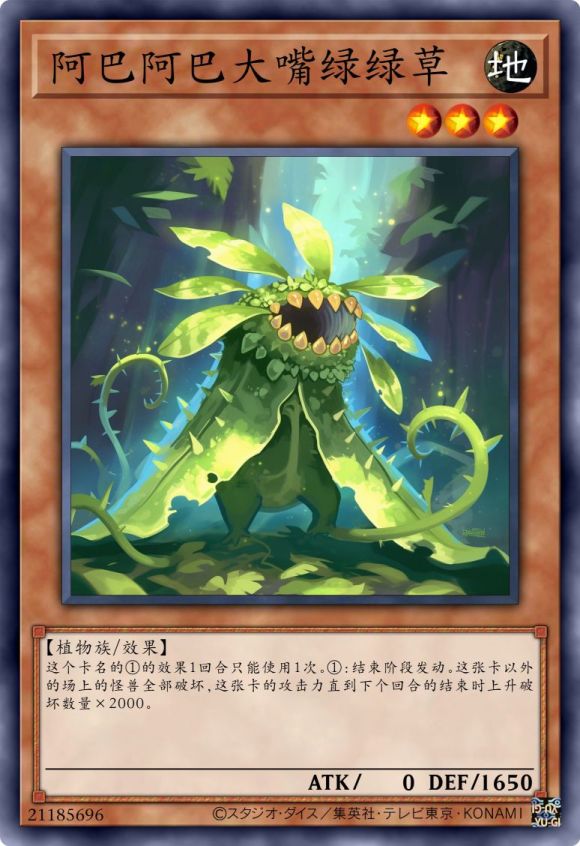 阿巴阿巴大嘴绿绿草
地
【植物族/效果】
这个卡名的①的效果1回合只能使用1次。①:结束阶段发动。这张卡以外
的场上的怪兽全部破坏,这张卡的攻击力直到下个回合的结束时上升破
坏数量×2000。
ATK/ 0 DEF/1650
21185696 ©スタジオ・ダイス/集英社・テレビ東京・KONAMI